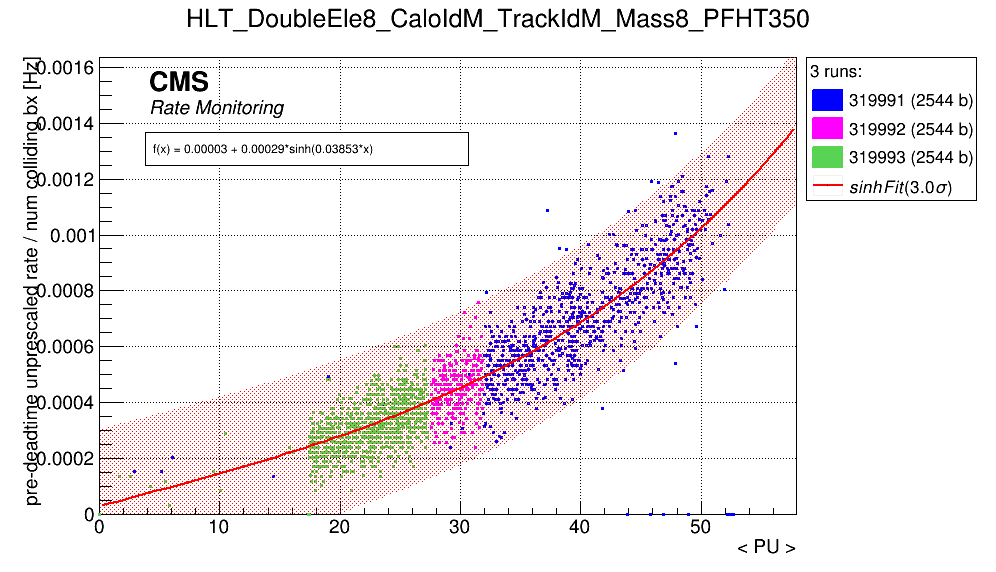 HLT_DoubleEle8_CaloIdM_TrackIdM_Mass8_PFHT350
pre-deadtime unprescaled rate / num colliding bx [Hz]
0.0016
0.0014
0.0012
0.001
0.0008
0.0006
0.0004
0.0002
0
CMS
Rate Monitoring
f(x) = 0.00003 + 0.00029*sinh(0.03853*x)
0 10 20 30 40 50
< PU >
3 runs:
319991 (2544 b)
319992 (2544 b)
319993 (2544 b)
sinhFit(3.0σ)